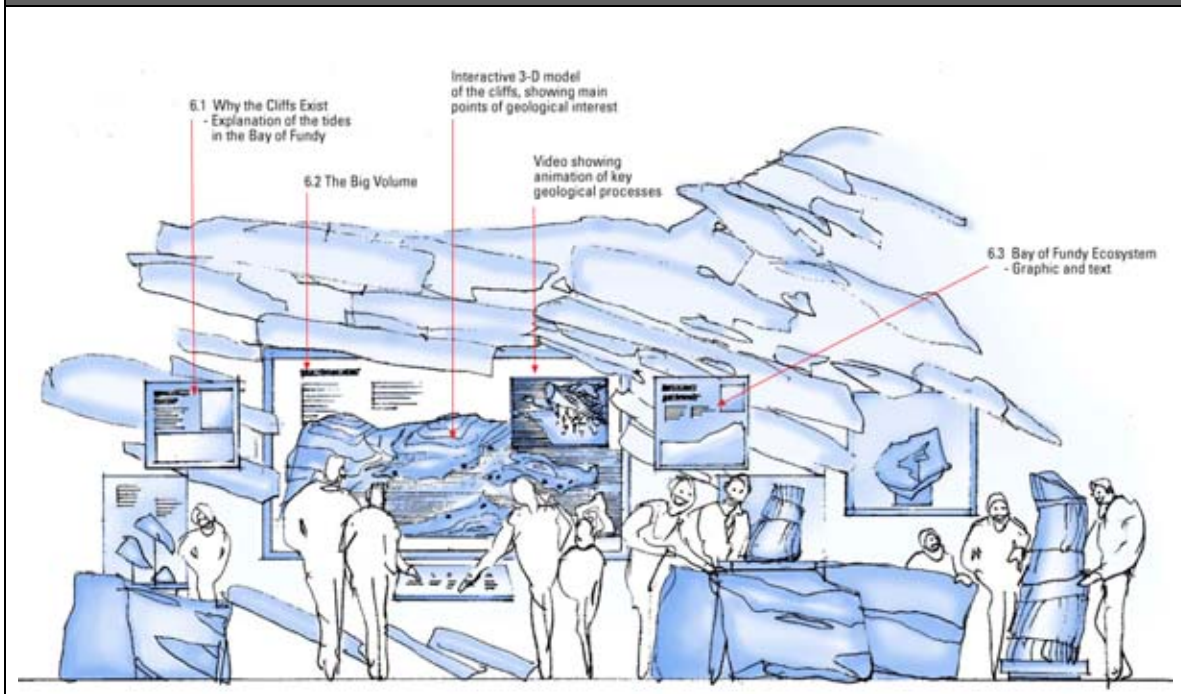 Interactive 3-D model
of the cliffs, showing main
points of geological interest
6.1 Why the Cliffs Exist
- Explanation of the tides
in the Bay of Fundy
Video showing
animation of key
geological processes
6.2 The Big Volume
6.3 Bay of Fundy Ecosystem
- Graphic and text